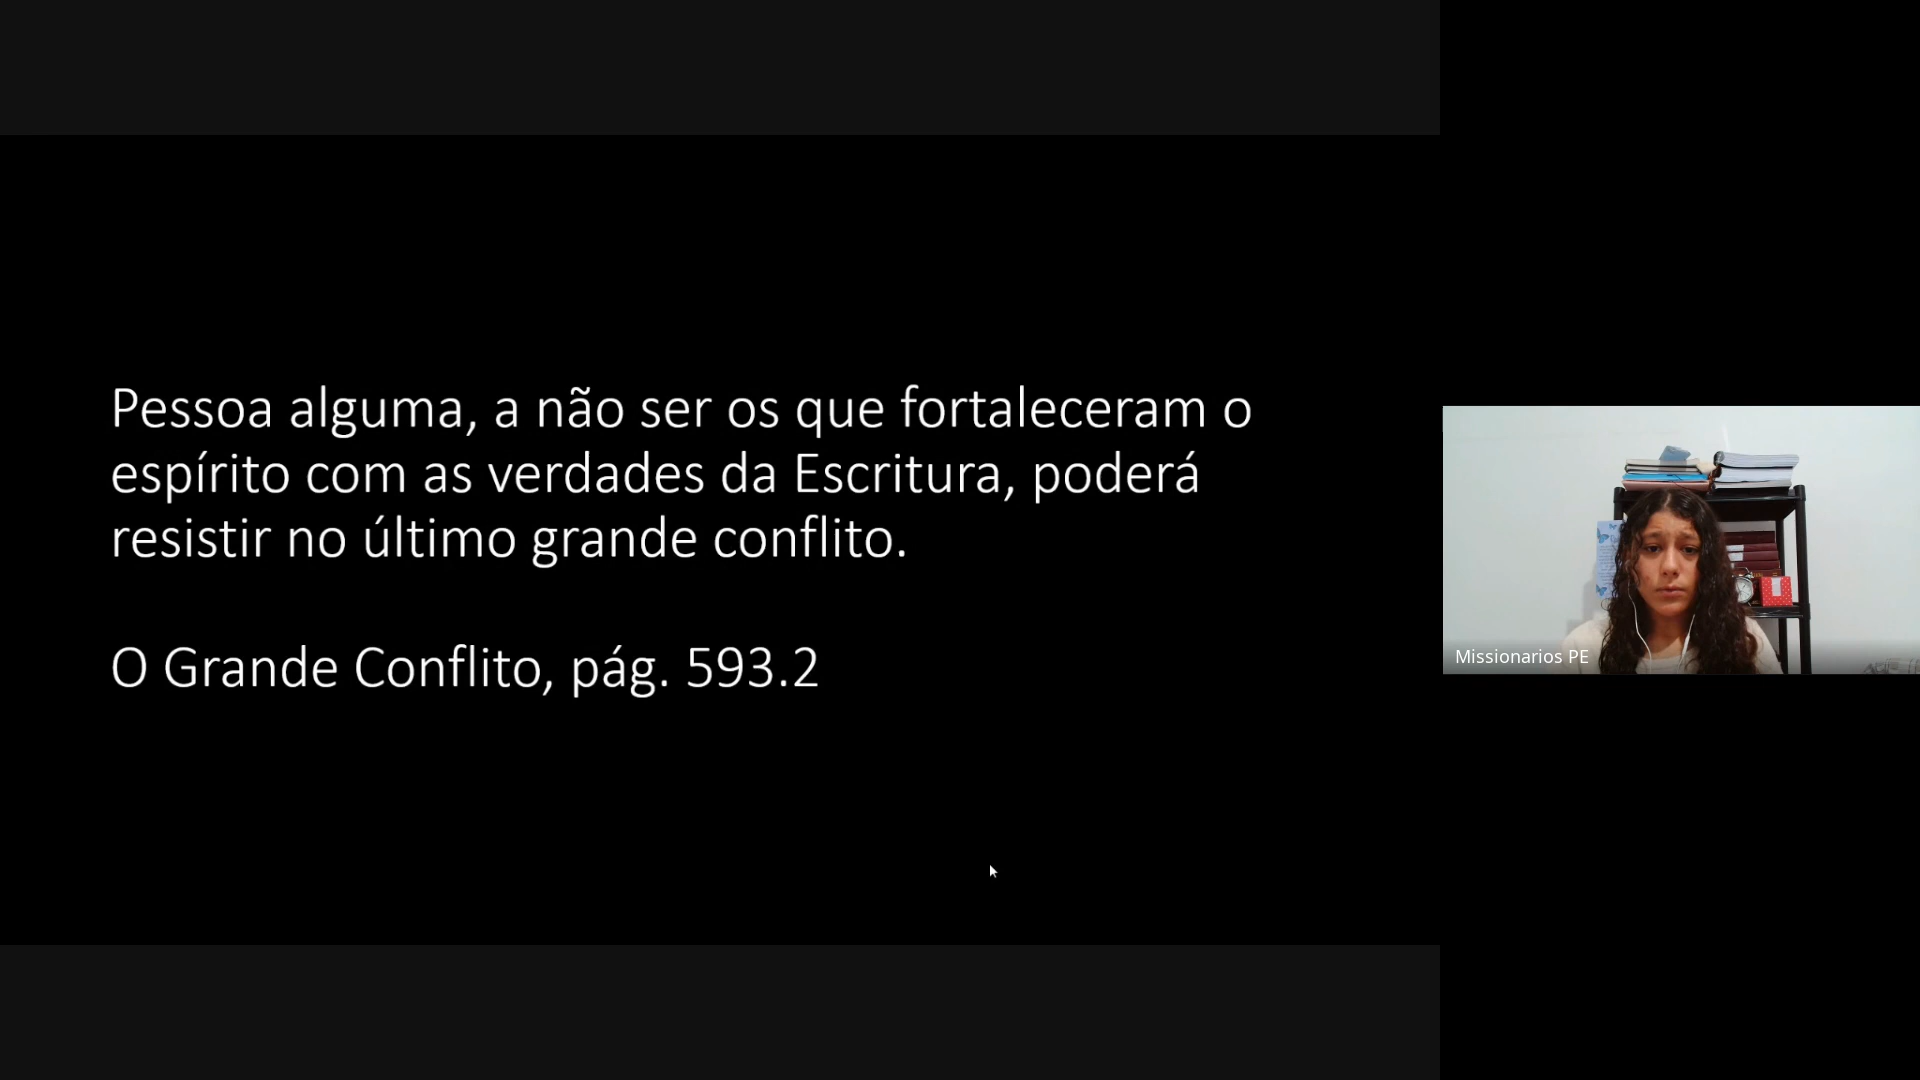 Pessoa alguma, a não ser os que fortaleceram o
espírito com as verdades da Escritura, poderá
resistir no último grande conflito.
O Grande Conflito, pág. 593.2
Missionarios PE